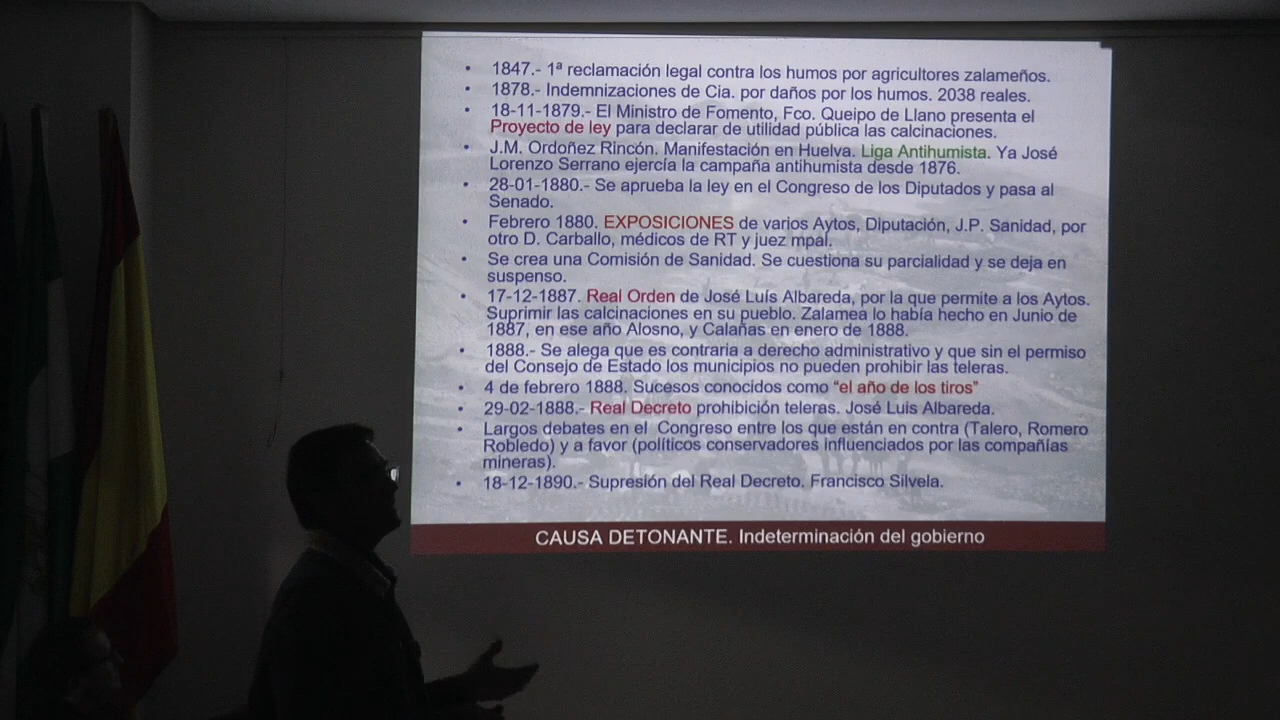 • 1847.- 1ª reclamación legal contra los humos por agricultores zalameños.
• 1878.- Indemnizaciones de Cia. por daños por los humos. 2038 reales.
• 18-11-1879.- El Ministro de Fomento, Fco. Queipo de Llano presenta el
Proyecto de ley para declarar de utilidad pública las calcinaciones.
• J.M. Ordoñez Rincón. Manifestación en Huelva. Liga Antihumista. Ya José
Lorenzo Serrano ejercía la campaña antihumista desde 1876.
• 28-01-1880.- Se aprueba la ley en el Congreso de los Diputados y pasa al
Senado.
• Febrero 1880. EXPOSICIONES de varios Aytos, Diputación, J.P. Sanidad, por
otro D. Carballo, médicos de RT y juez mpal.
• Se crea una Comisión de Sanidad. Se cuestiona su parcialidad y se deja en
suspenso.
• 17-12-1887. Real Orden de José Luís Albareda, por la que permite a los Aytos.
Suprimir las calcinaciones en su pueblo. Zalamea lo había hecho en Junio de
1887, en ese año Alosno, y Calañas en enero de 1888.
• 1888.- Se alega que es contraria a derecho administrativo y que sin el permiso
del Consejo de Estado los municipios no pueden prohibir las teleras.
• 4 de febrero 1888. Sucesos conocidos como “el año de los tiros”
• 29-02-1888.- Real Decreto prohibición teleras. José Luis Albareda.
• Largos debates en el Congreso entre los que están en contra (Talero, Romero
Robledo) y a favor (políticos conservadores influenciados por las compañías
mineras).
• 18-12-1890.- Supresión del Real Decreto. Francisco Silvela.
CAUSA DETONANTE. Indeterminación del gobierno